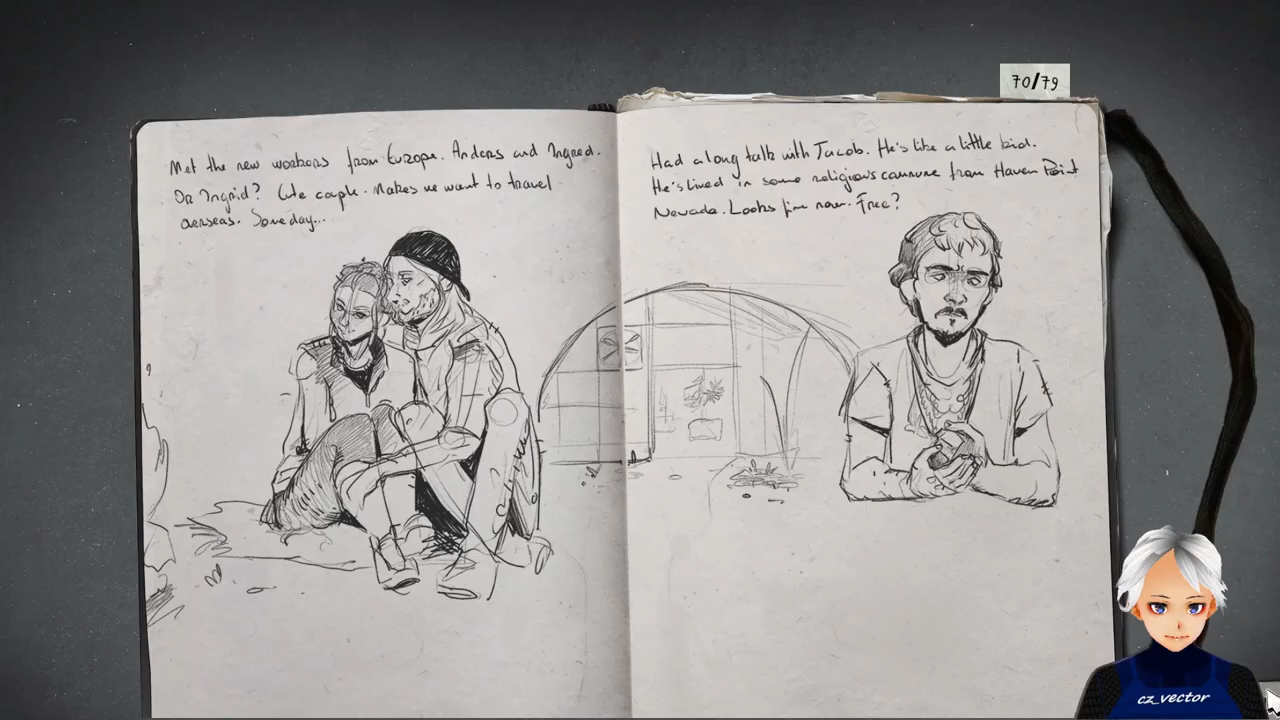 70/79
Met the new workers from Europe. Anders and Ingred.
Or Ingrid? Cute couple. Makes me want to travel
overseas. Someday...
Had a long talk with Jacob. He's like a little kid.
He's lived in some religious commune from Haven Point
Nevada. Looks fine now. Free?
cz_vector